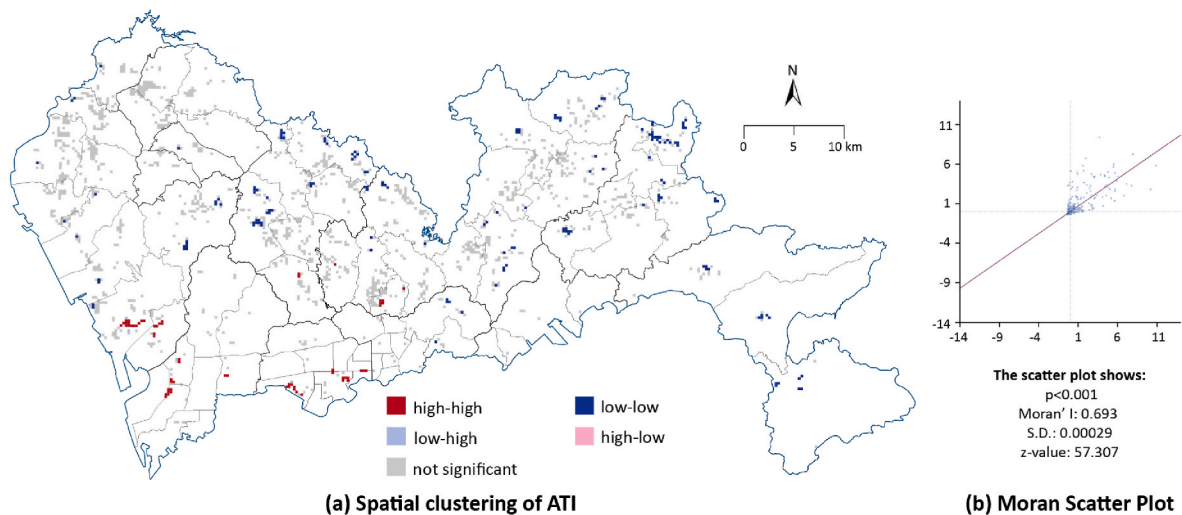 N
0 5 10 km
high-high
low-low
low-high
high-low
not significant
(a) Spatial clustering of ATI
11
6
1
-4
-9
-14
-14 -9 -4 1 6 11
The scatter plot shows:
p<0.001
Moran' I: 0.693
S.D.: 0.00029
z-value: 57.307
(b) Moran Scatter Plot